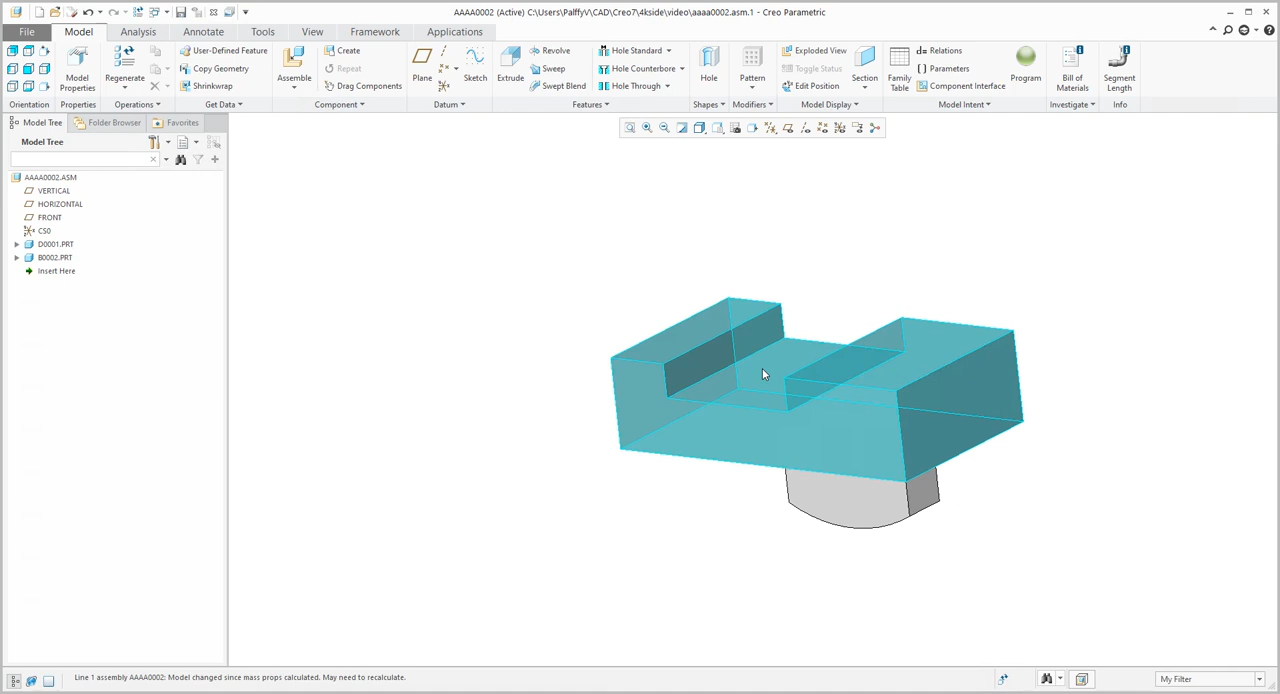 AAAA0002 (Active) C:\Users\PalffyV\CAD\Creo7\4kside\video\aaaa0002.asm.1 - Creo Parametric
File Model Analysis Annotate Tools View Framework Applications
Model Properties
Regenerate
User-Defined Feature
Copy Geometry
Shrinkwrap
Assemble
Create
Repeat
Drag Components
Plane
Sketch
Extrude
Revolve
Sweep
Swept Blend
Hole Standard
Hole Counterbore
Hole Through
Hole
Pattern
Exploded View
Toggle Status
Edit Position
Section
Family Table
d= Relations
Parameters
Component Interface
Program
Bill of Materials
Segment Length
Orientation Properties Operations Get Data Component Datum Features Shapes Modifiers Model Display Model Intent Investigate Info
Model Tree Folder Browser Favorites
Model Tree
AAAA0002.ASM
VERTICAL
HORIZONTAL
FRONT
CS0
D0001.PRT
B0002.PRT
Insert Here
Line 1 assembly AAAA0002: Model changed since mass props calculated. May need to recalculate.
My Filter